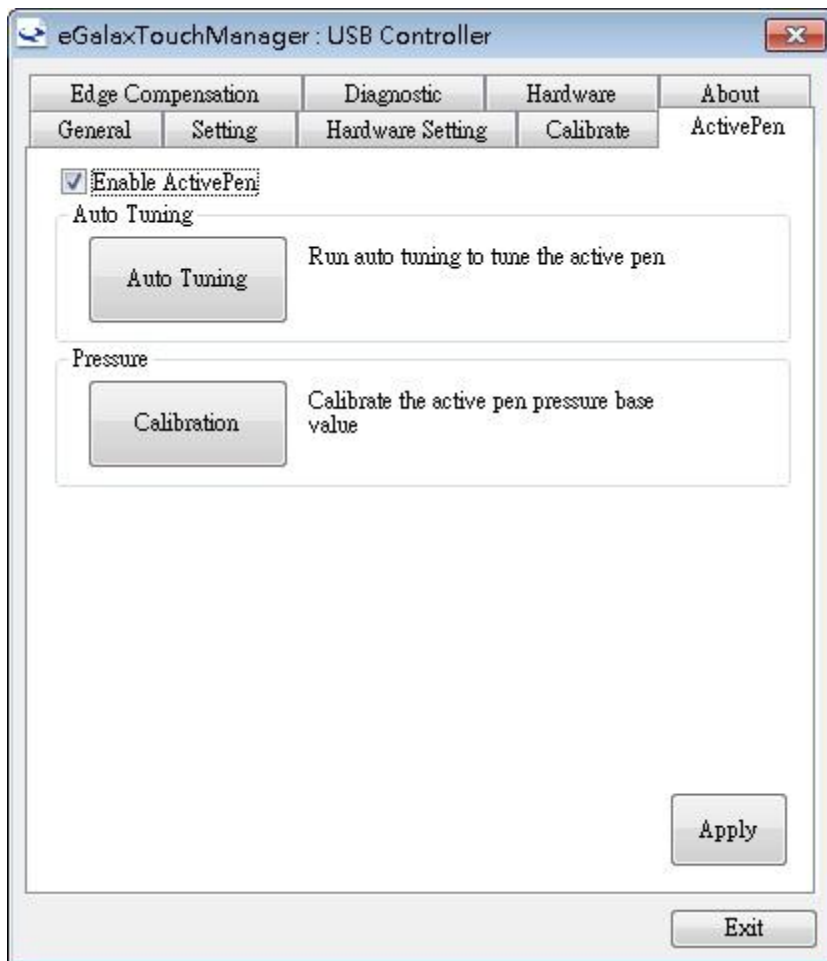 eGalaxTouchManager : USB Controller
Edge Compensation Diagnostic Hardware About
General Setting Hardware Setting Calibrate ActivePen
Enable ActivePen
Auto Tuning
Auto Tuning
Run auto tuning to tune the active pen
Pressure
Calibration
Calibrate the active pen pressure base
value
Apply
Exit